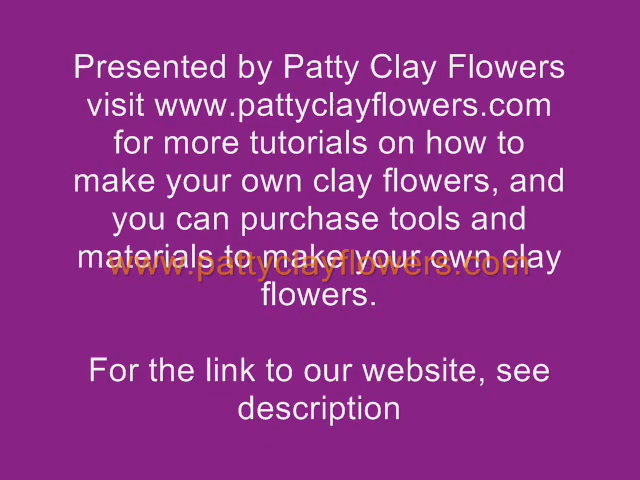 Presented by Patty Clay Flowers
visit www.pattyclayflowers.com
for more tutorials on how to
make your own clay flowers, and
you can purchase tools and
materials to make your own clay
www.pattyclayflowers.com
flowers.
For the link to our website, see
description